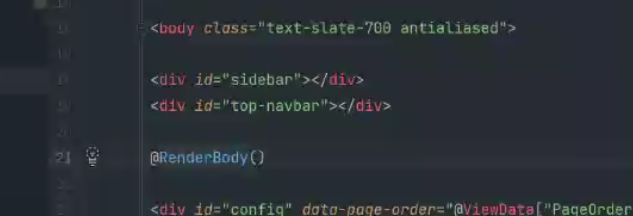 <body class="text-slate-700 antialiased">
<div id="sidebar"></div>
<div id="top-navbar"></div>
21 @RenderBody()
<div id="config" data-page-order="@ViewData["PageOrder